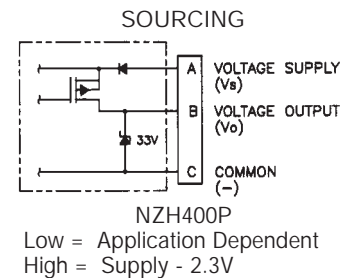 SOURCING
A VOLTAGE SUPPLY
(Vs)
B VOLTAGE OUTPUT
(Vo)
33V
C COMMON
(–)
NZH400P
Low = Application Dependent
High = Supply - 2.3V